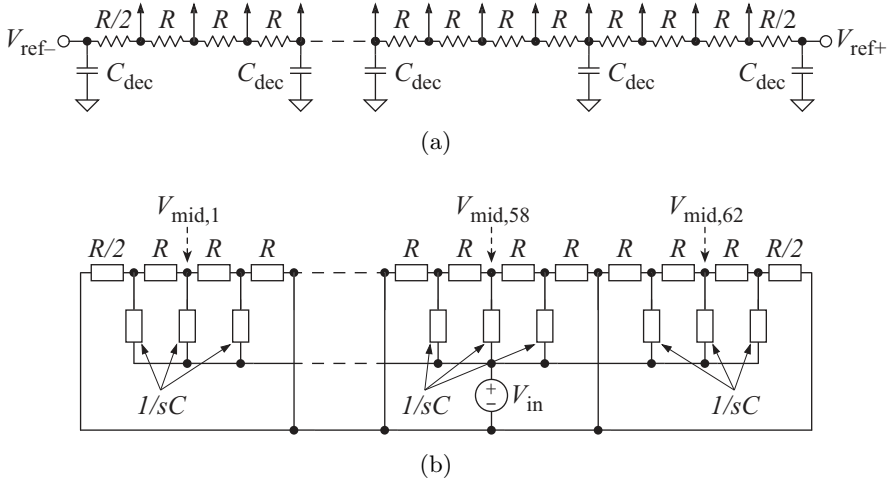 R/2 R R R R R R R R R R/2
V_ref– V_ref+
C_dec C_dec C_dec C_dec C_dec
(a)
V_mid,1 V_mid,58 V_mid,62
R/2 R R R R R R R R R R/2
1/sC 1/sC + – V_in 1/sC
(b)